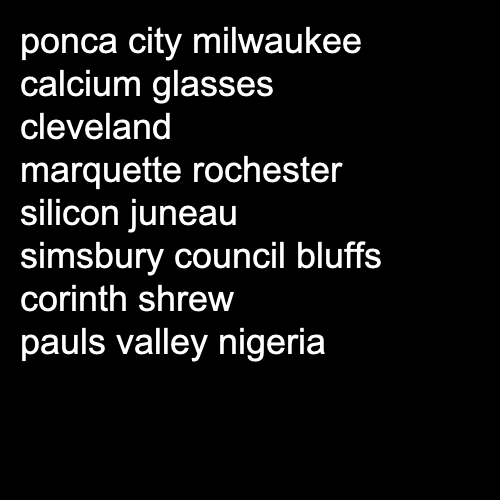 ponca city milwaukee
calcium glasses
cleveland
marquette rochester
silicon juneau
simsbury council bluffs
corinth shrew
pauls valley nigeria